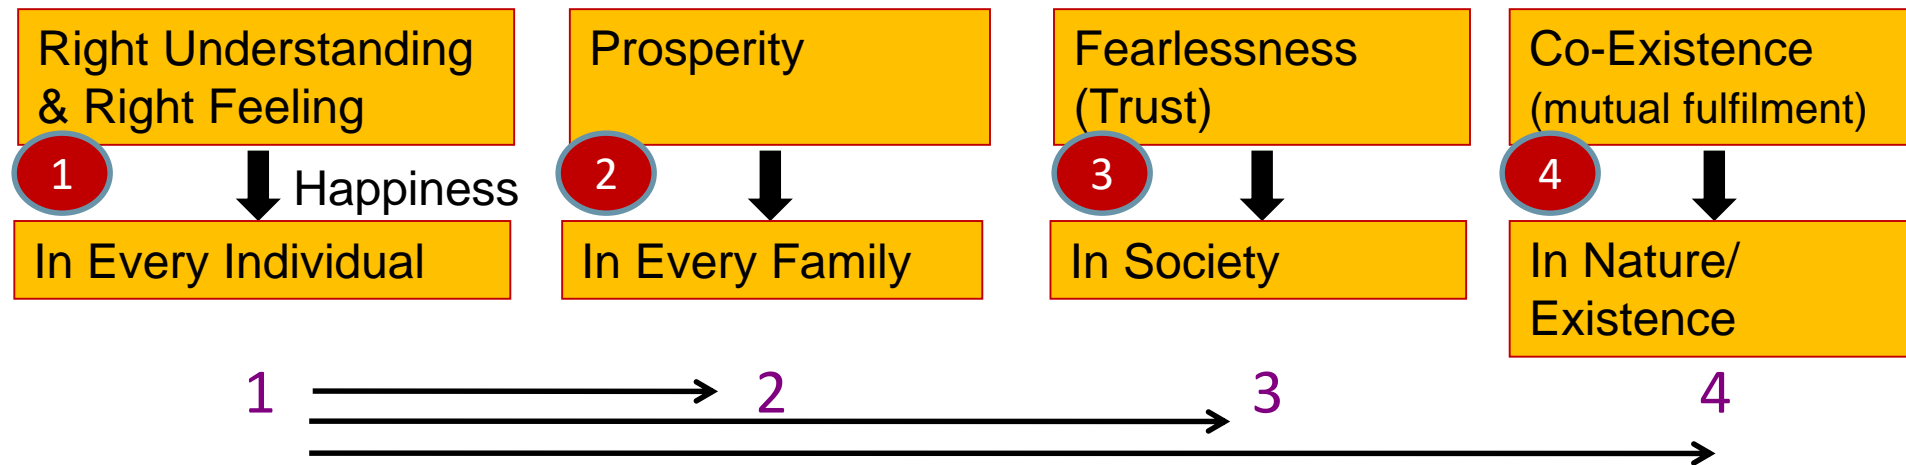 Right Understanding
& Right Feeling
1
Happiness
In Every Individual
Prosperity
2
In Every Family
Fearlessness
(Trust)
3
In Society
Co-Existence
(mutual fulfilment)
4
In Nature/
Existence
1
2
3
4